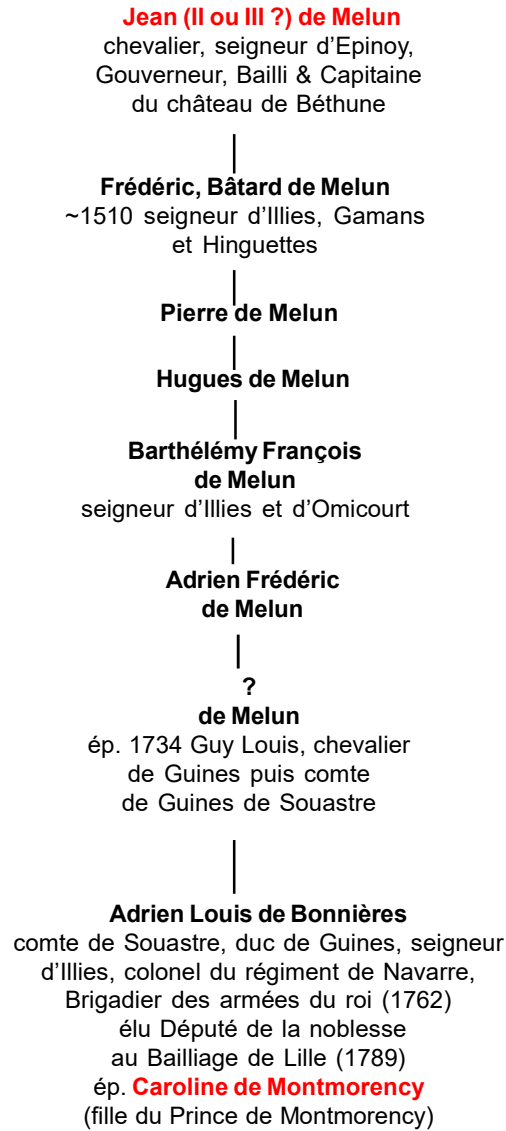 Jean (II ou III ?) de Melun
chevalier, seigneur d’Epinoy,
Gouverneur, Bailli & Capitaine
du château de Béthune
Frédéric, Bâtard de Melun
~1510 seigneur d’Illies, Gamans
et Hinguettes
Pierre de Melun
Hugues de Melun
Barthélémy François
de Melun
seigneur d’Illies et d’Omicourt
Adrien Frédéric
de Melun
?
de Melun
ép. 1734 Guy Louis, chevalier
de Guines puis comte
de Guines de Souastre
Adrien Louis de Bonnières
comte de Souastre, duc de Guines, seigneur
d’Illies, colonel du régiment de Navarre,
Brigadier des armées du roi (1762)
élu Député de la noblesse
au Bailliage de Lille (1789)
ép. Caroline de Montmorency
(fille du Prince de Montmorency)